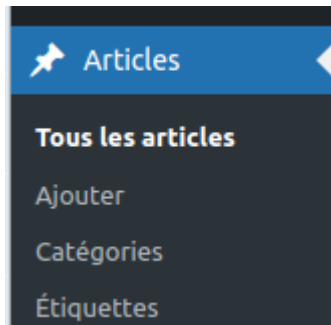 Articles
Tous les articles
Ajouter
Catégories
Étiquettes